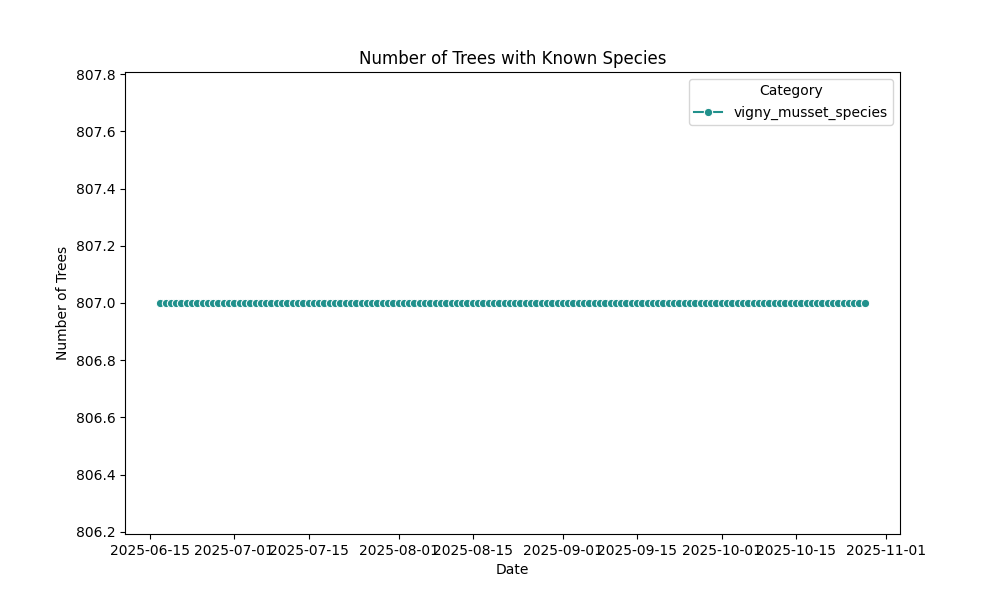 Number of Trees with Known Species
Category
vigny_musset_species
Number of Trees
807.8
807.6
807.4
807.2
807.0
806.8
806.6
806.4
806.2
2025-06-15 2025-07-01 2025-07-15 2025-08-01 2025-08-15 2025-09-01 2025-09-15 2025-10-01 2025-10-15 2025-11-01
Date